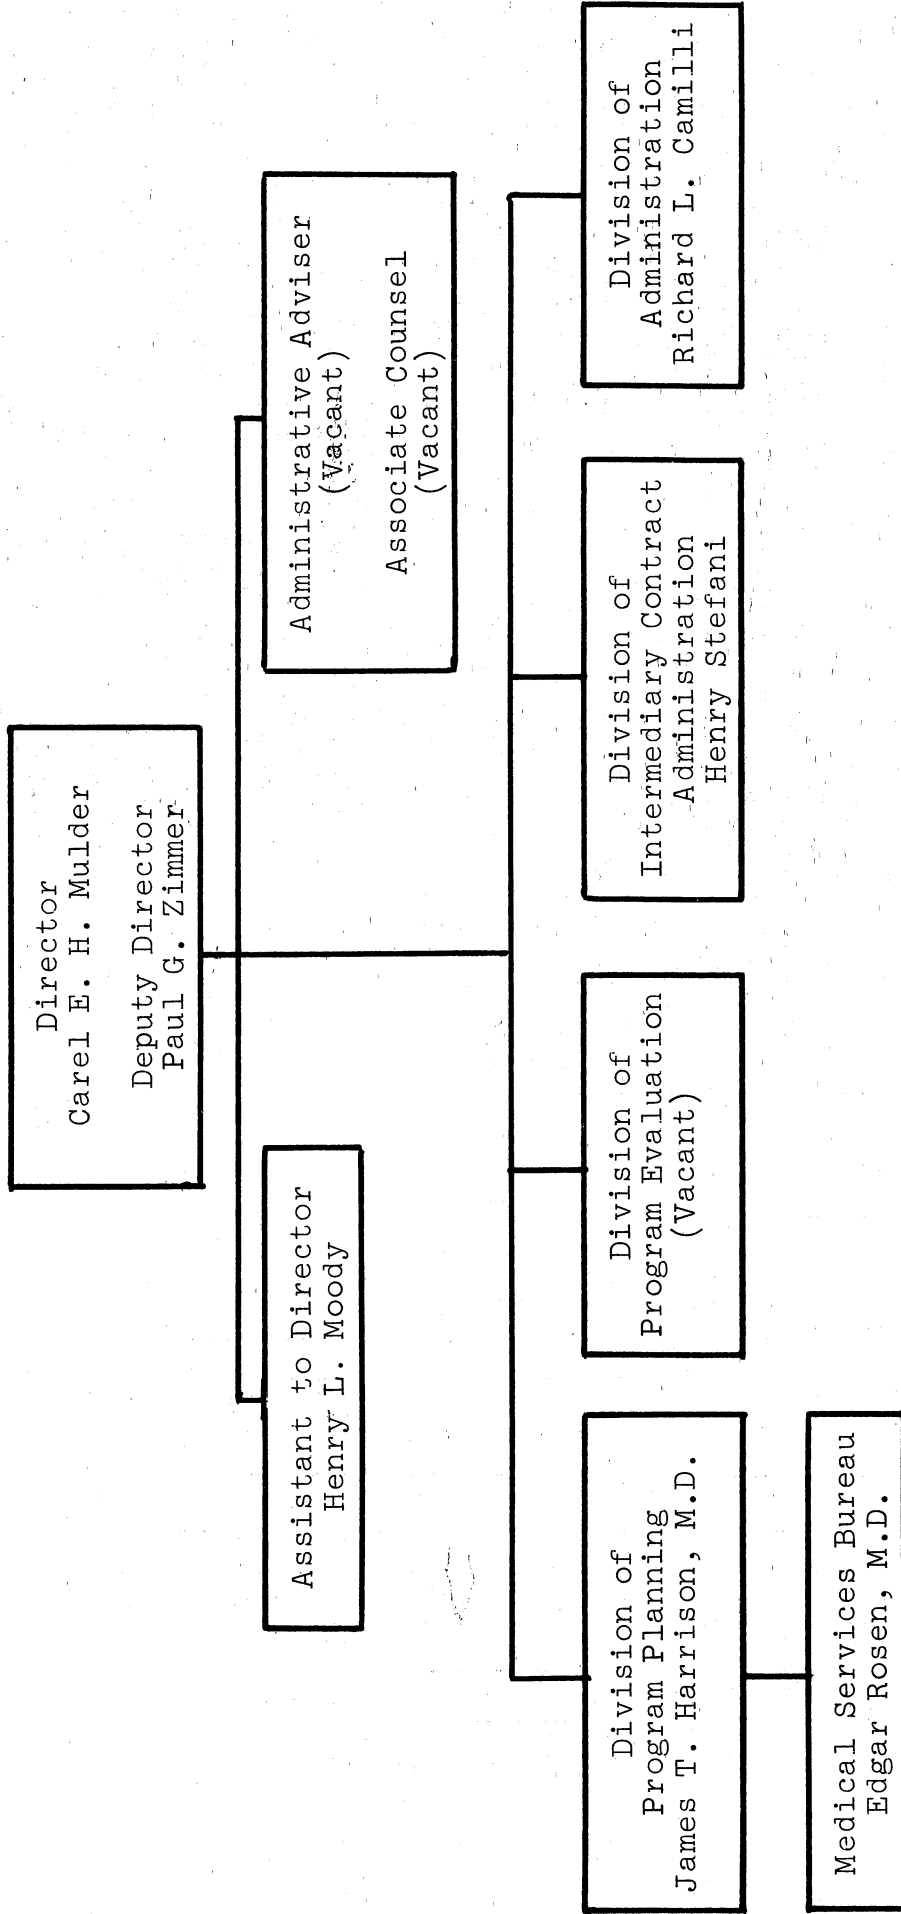 Director
Carel E. H. Mulder
Deputy Director
Paul G. Zimmer
Assistant to Director
Henry L. Moody
Administrative Adviser
(Vacant)
Associate Counsel
(Vacant)
Division of
Program Planning
James T. Harrison, M.D.
Division of
Program Evaluation
(Vacant)
Division of
Intermediary Contract
Administration
Henry Stefani
Division of
Administration
Richard L. Camilli
Medical Services Bureau
Edgar Rosen, M.D.